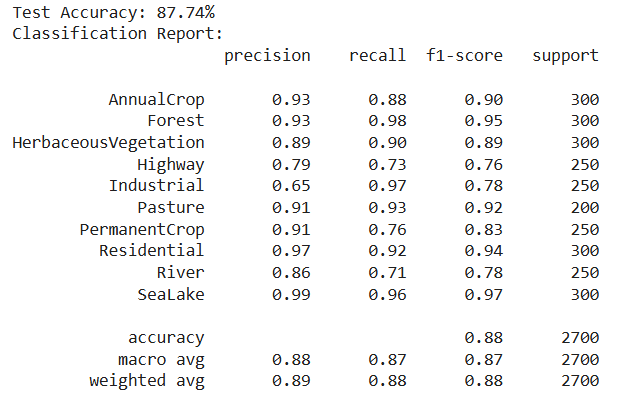 Test Accuracy: 87.74%
Classification Report:
precision recall f1-score support
AnnualCrop 0.93 0.88 0.90 300
Forest 0.93 0.98 0.95 300
HerbaceousVegetation 0.89 0.90 0.89 300
Highway 0.79 0.73 0.76 250
Industrial 0.65 0.97 0.78 250
Pasture 0.91 0.93 0.92 200
PermanentCrop 0.91 0.76 0.83 250
Residential 0.97 0.92 0.94 300
River 0.86 0.71 0.78 250
SeaLake 0.99 0.96 0.97 300
accuracy 0.88 2700
macro avg 0.88 0.87 0.87 2700
weighted avg 0.89 0.88 0.88 2700